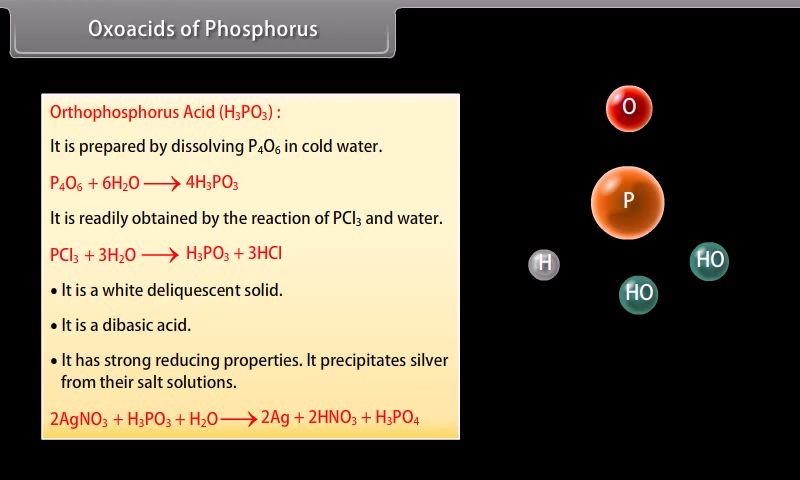 Oxoacids of Phosphorus
Orthophosphorus Acid (H₃PO₃) :
It is prepared by dissolving P₄O₆ in cold water.
P₄O₆ + 6H₂O ⟶ 4H₃PO₃
It is readily obtained by the reaction of PCl₃ and water.
PCl₃ + 3H₂O ⟶ H₃PO₃ + 3HCl
• It is a white deliquescent solid.
• It is a dibasic acid.
• It has strong reducing properties. It precipitates silver
from their salt solutions.
2AgNO₃ + H₃PO₃ + H₂O ⟶ 2Ag + 2HNO₃ + H₃PO₄
O
P
H
HO
HO